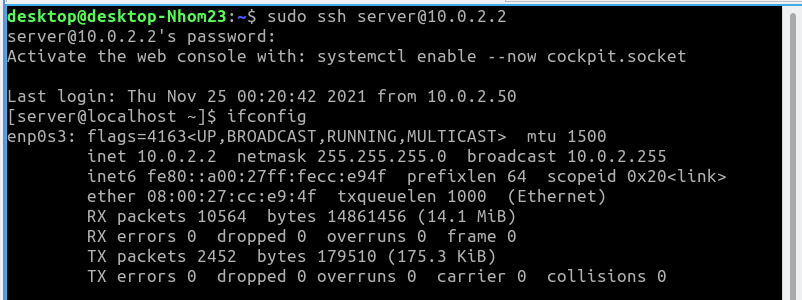 desktop@desktop-Nhom23:~$ sudo ssh server@10.0.2.2
server@10.0.2.2's password:
Activate the web console with: systemctl enable --now cockpit.socket
Last login: Thu Nov 25 00:20:42 2021 from 10.0.2.50
[server@localhost ~]$ ifconfig
enp0s3: flags=4163<UP,BROADCAST,RUNNING,MULTICAST>  mtu 1500
        inet 10.0.2.2  netmask 255.255.255.0  broadcast 10.0.2.255
        inet6 fe80::a00:27ff:fecc:e94f  prefixlen 64  scopeid 0x20<link>
        ether 08:00:27:cc:e9:4f  txqueuelen 1000  (Ethernet)
        RX packets 10564  bytes 14861456 (14.1 MiB)
        RX errors 0  dropped 0  overruns 0  frame 0
        TX packets 2452  bytes 179510 (175.3 KiB)
        TX errors 0  dropped 0 overruns 0  carrier 0  collisions 0